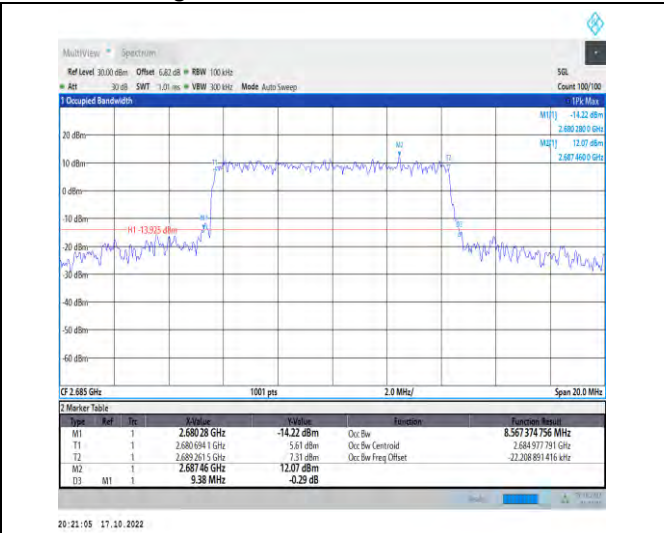 MultiView Spectrum
Ref Level 30.00 dBm Offset 6.82 dB RBW 100 kHz SGL
Att 30 dB SWT 1.01 ms VBW 300 kHz Mode Auto Sweep Count 100/100
1 Occupied Bandwidth 1Pk Max
M1[1] -14.22 dBm
2.680 280 0 GHz
20 dBm
M2[1] 12.07 dBm
2.687 460 0 GHz
M2
T1 T2
10 dBm
0 dBm
-10 dBm
M1
H1 -13.925 dBm
-20 dBm
-30 dBm
-40 dBm
-50 dBm
-60 dBm
CF 2.685 GHz 1001 pts 2.0 MHz/ Span 20.0 MHz
2 Marker Table
Type Ref Trc X-Value Y-Value Function Function Result
M1 1 2.680 28 GHz -14.22 dBm Occ Bw 8.567 374 756 MHz
T1 1 2.680 694 1 GHz 5.61 dBm Occ Bw Centroid 2.684 977 791 GHz
T2 1 2.689 261 5 GHz 7.31 dBm Occ Bw Freq Offset -22.208 891 416 kHz
M2 1 2.687 46 GHz 12.07 dBm
D3 M1 1 9.38 MHz -0.29 dB
20:21:05 17.10.2022